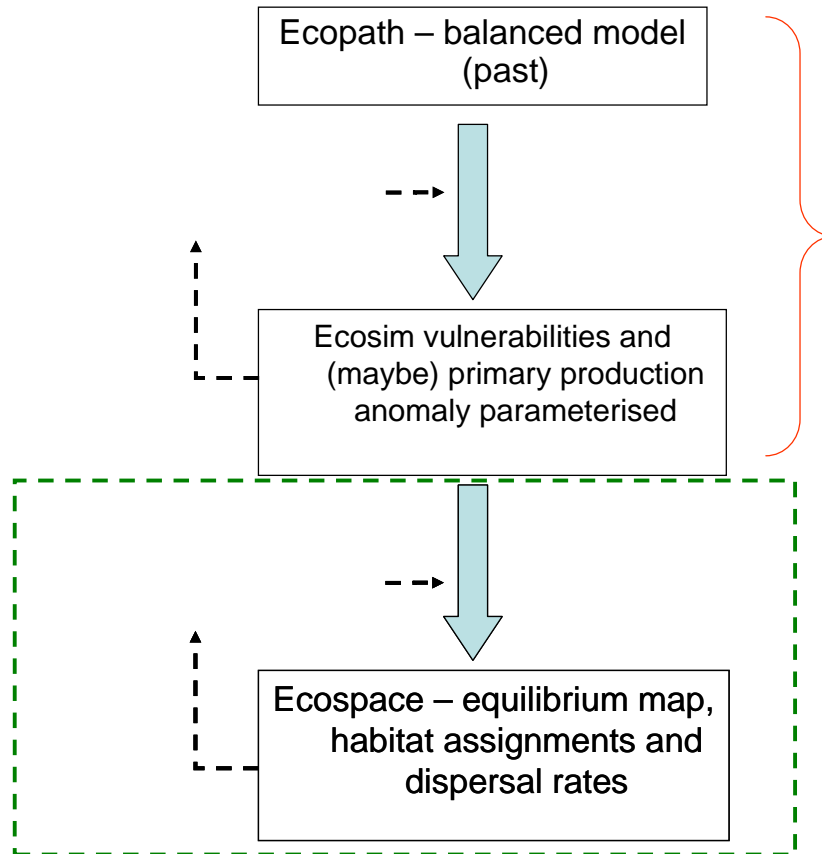 Ecopath – balanced model
(past)
Ecosim vulnerabilities and
(maybe) primary production
anomaly parameterised
Ecospace – equilibrium map,
habitat assignments and
dispersal rates